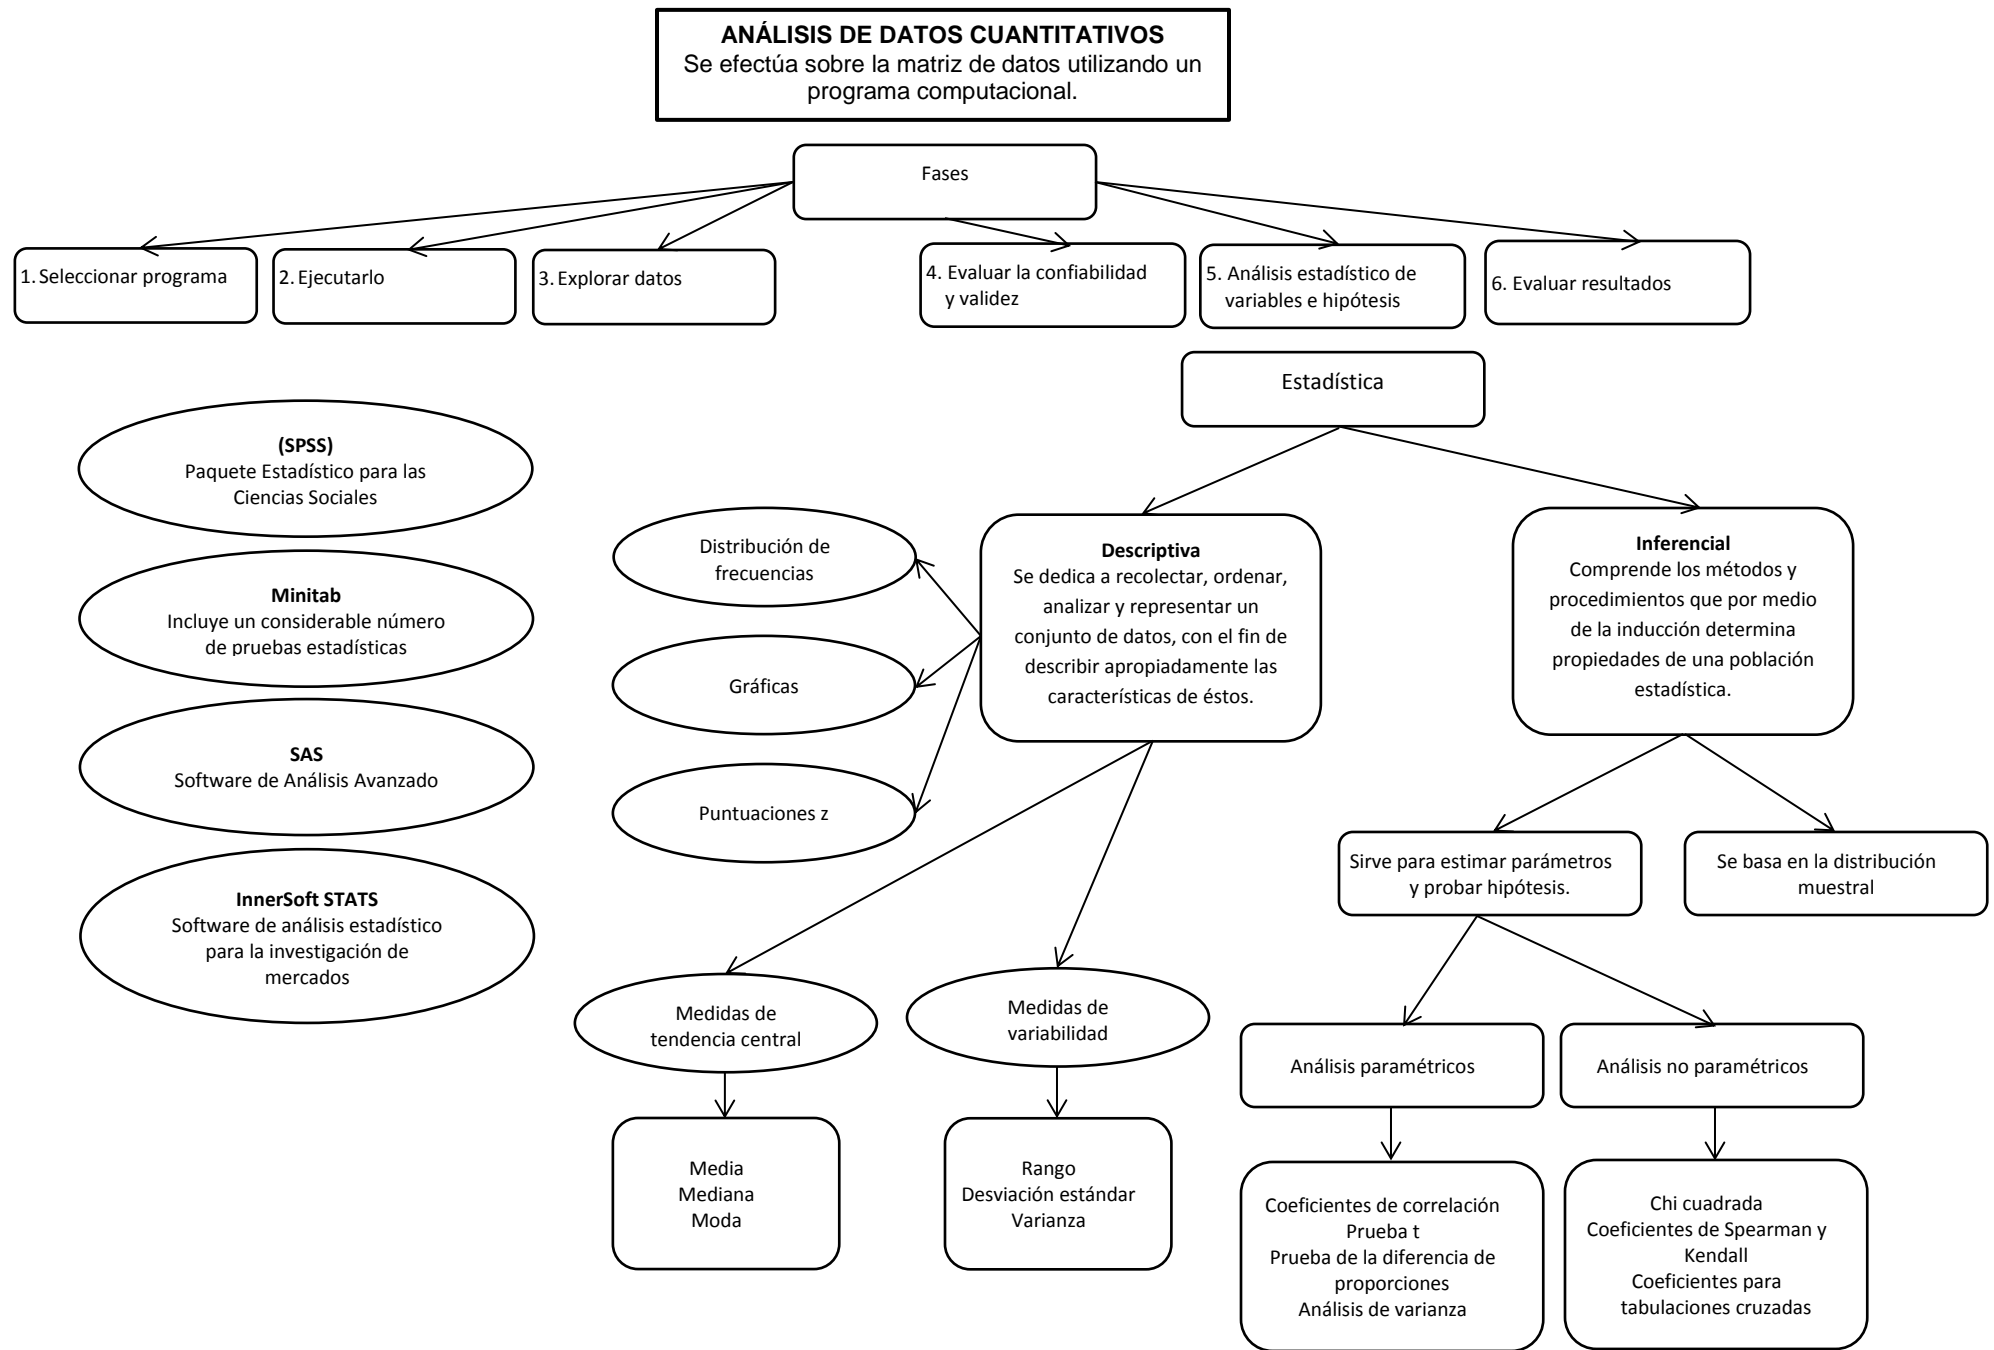 ANÁLISIS DE DATOS CUANTITATIVOS
Se efectúa sobre la matriz de datos utilizando un
programa computacional.
Fases
1. Seleccionar programa
2. Ejecutarlo
3. Explorar datos
4. Evaluar la confiabilidad
y validez
5. Análisis estadístico de
variables e hipótesis
6. Evaluar resultados
Estadística
(SPSS)
Paquete Estadístico para las
Ciencias Sociales
Minitab
Incluye un considerable número
de pruebas estadísticas
SAS
Software de Análisis Avanzado
InnerSoft STATS
Software de análisis estadístico
para la investigación de
mercados
Distribución de
frecuencias
Gráficas
Puntuaciones z
Descriptiva
Se dedica a recolectar, ordenar,
analizar y representar un
conjunto de datos, con el fin de
describir apropiadamente las
características de éstos.
Inferencial
Comprende los métodos y
procedimientos que por medio
de la inducción determina
propiedades de una población
estadística.
Sirve para estimar parámetros
y probar hipótesis.
Se basa en la distribución
muestral
Medidas de
tendencia central
Medidas de
variabilidad
Análisis paramétricos
Análisis no paramétricos
Media
Mediana
Moda
Rango
Desviación estándar
Varianza
Coeficientes de correlación
Prueba t
Prueba de la diferencia de
proporciones
Análisis de varianza
Chi cuadrada
Coeficientes de Spearman y
Kendall
Coeficientes para
tabulaciones cruzadas